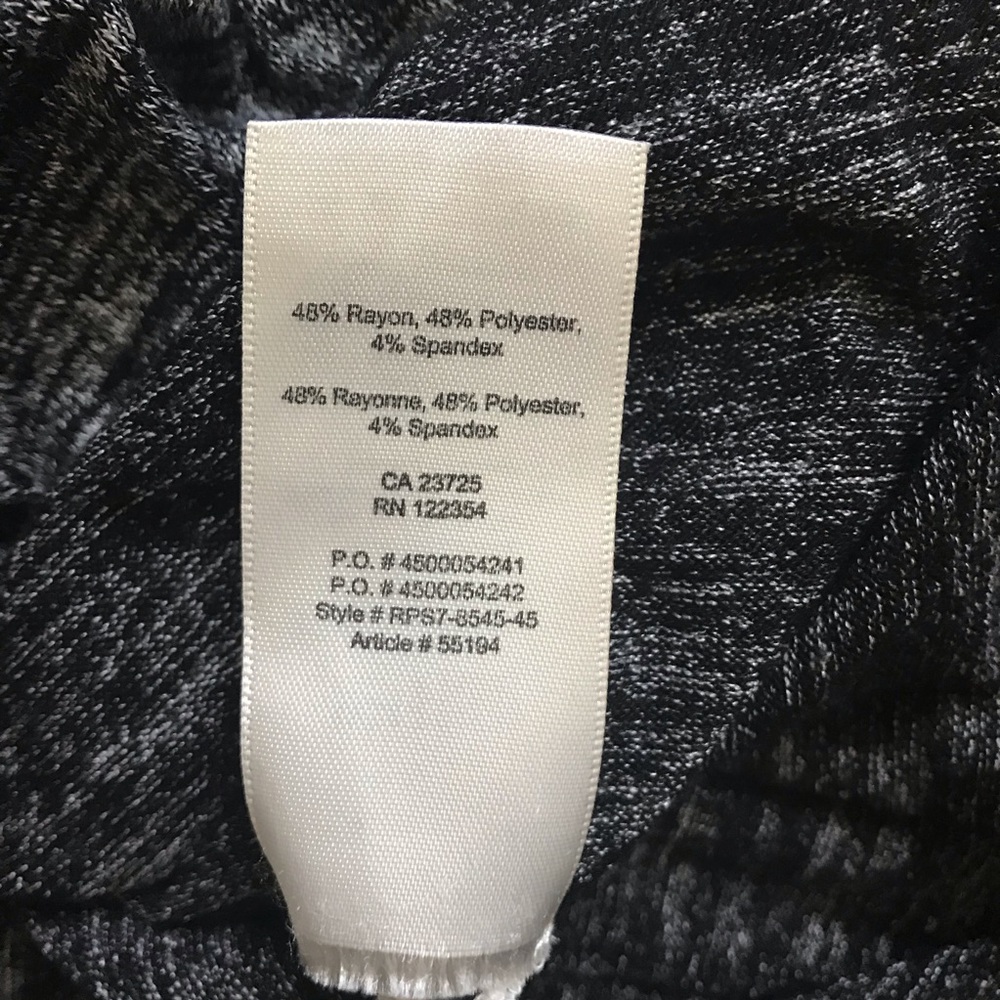 48% Rayon, 48% Polyester,
4% Spandex
48% Rayonne, 48% Polyester,
4% Spandex
CA 23725
RN 122354
P.O. # 4500054241
P.O. # 4500054242
Style # RPS7-8545-45
Article # 55194